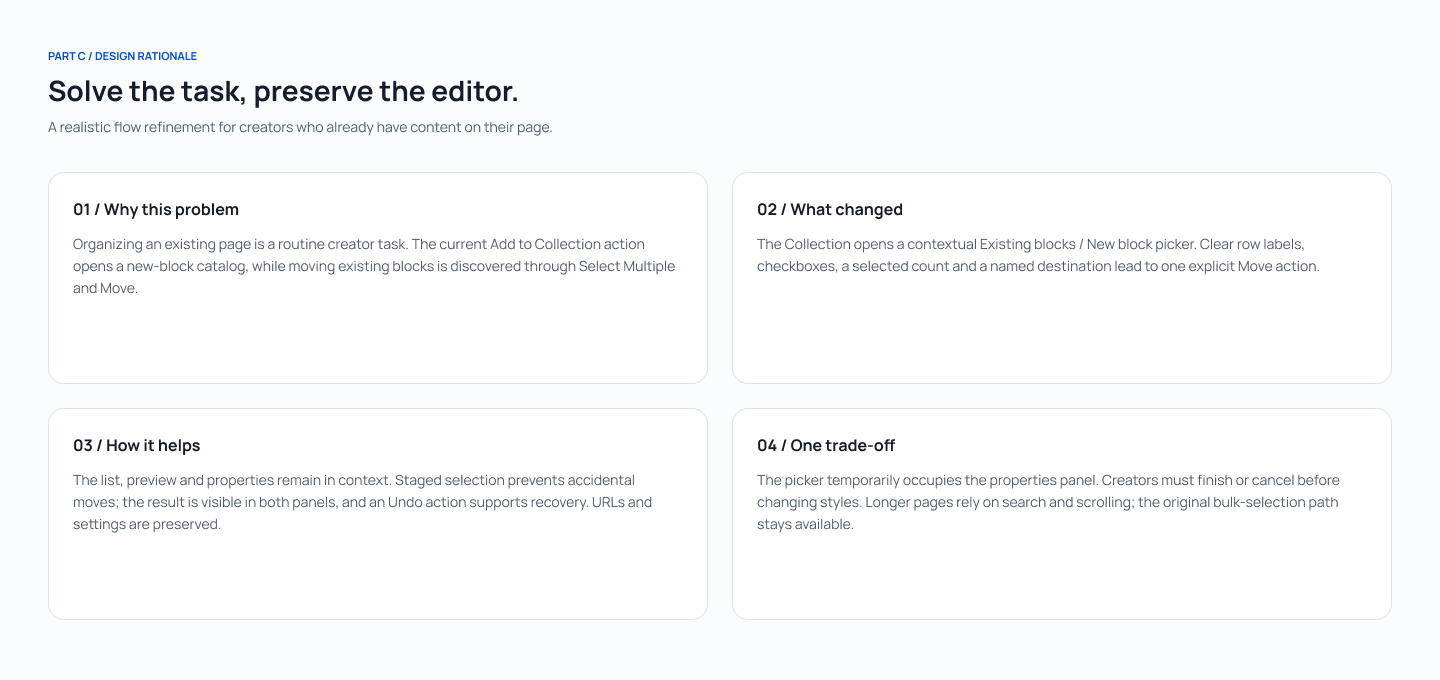 PART C / DESIGN RATIONALE
Solve the task, preserve the editor.
A realistic flow refinement for creators who already have content on their page.
01 / Why this problem
Organizing an existing page is a routine creator task. The current Add to Collection action
opens a new-block catalog, while moving existing blocks is discovered through Select Multiple
and Move.
02 / What changed
The Collection opens a contextual Existing blocks / New block picker. Clear row labels,
checkboxes, a selected count and a named destination lead to one explicit Move action.
03 / How it helps
The list, preview and properties remain in context. Staged selection prevents accidental
moves; the result is visible in both panels, and an Undo action supports recovery. URLs and
settings are preserved.
04 / One trade-off
The picker temporarily occupies the properties panel. Creators must finish or cancel before
changing styles. Longer pages rely on search and scrolling; the original bulk-selection path
stays available.